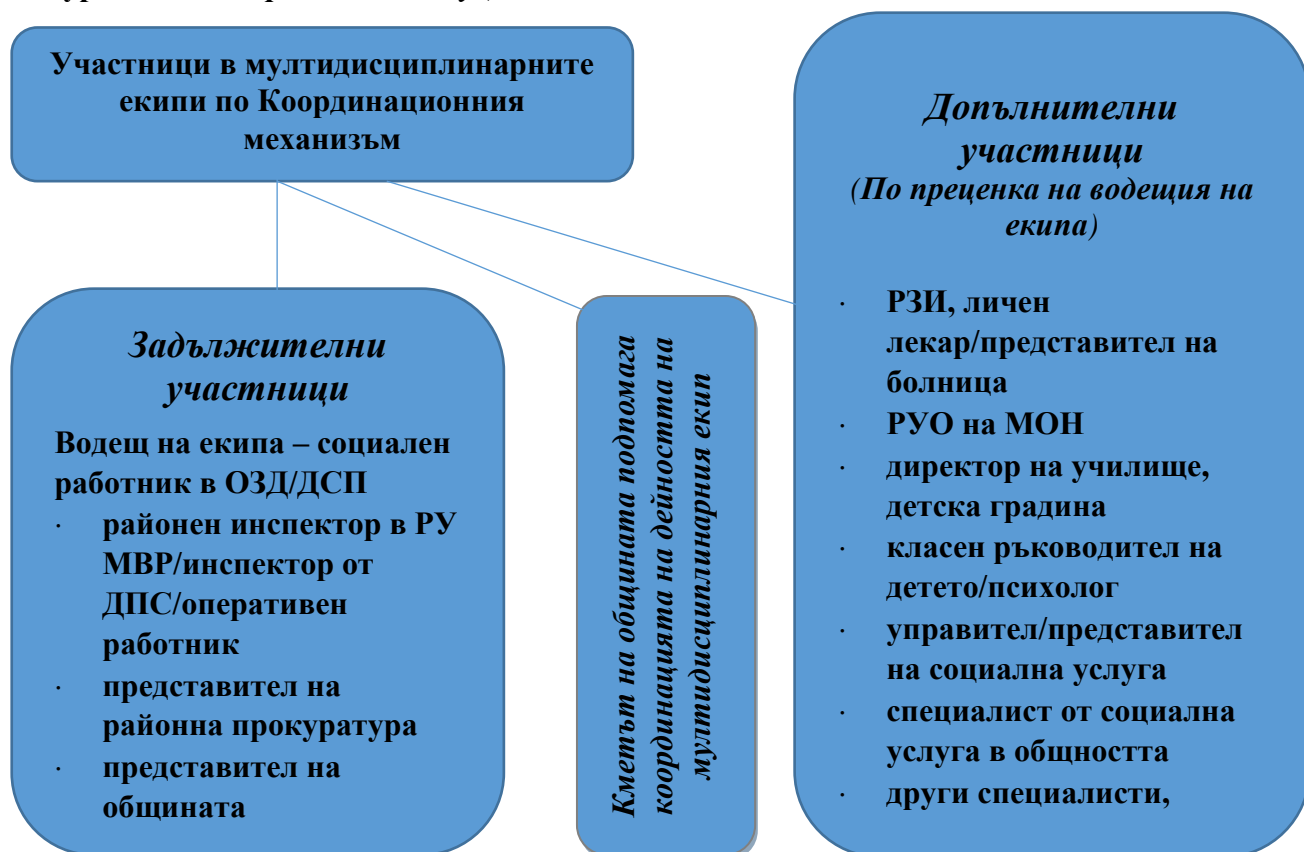 Участници в мултидисциплинарните
екипи по Координационния
механизъм
Задължителни
участници
Водещ на екипа – социален
работник в ОЗД/ДСП
· районен инспектор в РУ
МВР/инспектор от
ДПС/оперативен
работник
· представител на
районна прокуратура
· представител на
общината
Кметът на общината подпомага
координацията на дейността на
мултидисциплинарния екип
Допълнителни
участници
(По преценка на водещия на
екипа)
· РЗИ, личен
лекар/представител на
болница
· РУО на МОН
· директор на училище,
детска градина
· класен ръководител на
детето/психолог
· управител/представител
на социална услуга
· специалист от социална
услуга в общността
· други специалисти,